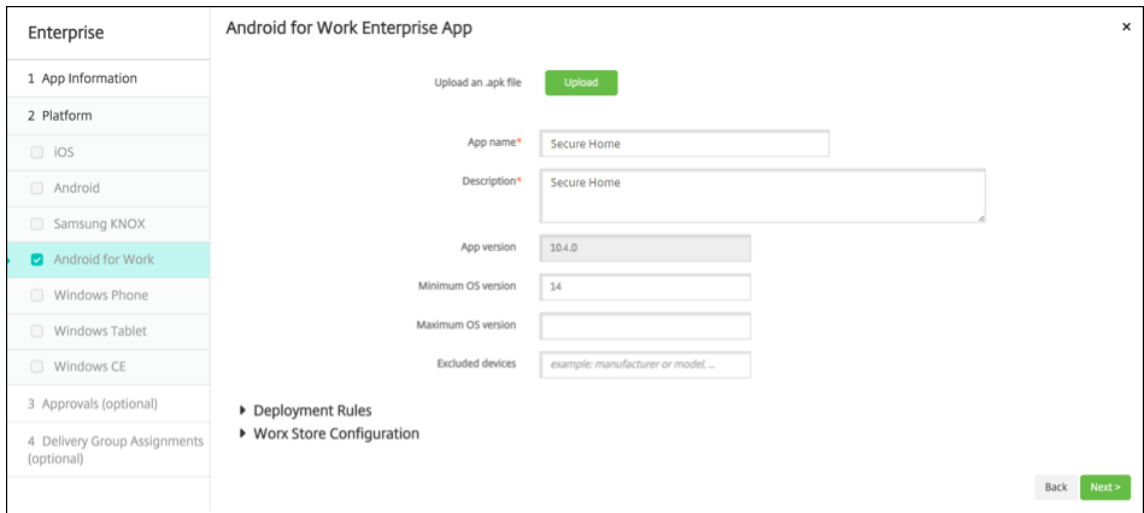 Enterprise
1 App Information
2 Platform
iOS
Android
Samsung KNOX
Android for Work
Windows Phone
Windows Tablet
Windows CE
3 Approvals (optional)
4 Delivery Group Assignments
(optional)
Android for Work Enterprise App
×
Upload an .apk file
Upload
App name*
Secure Home
Description*
Secure Home
App version
10.4.0
Minimum OS version
14
Maximum OS version
Excluded devices
example: manufacturer or model, ...
Deployment Rules
Worx Store Configuration
Back
Next >